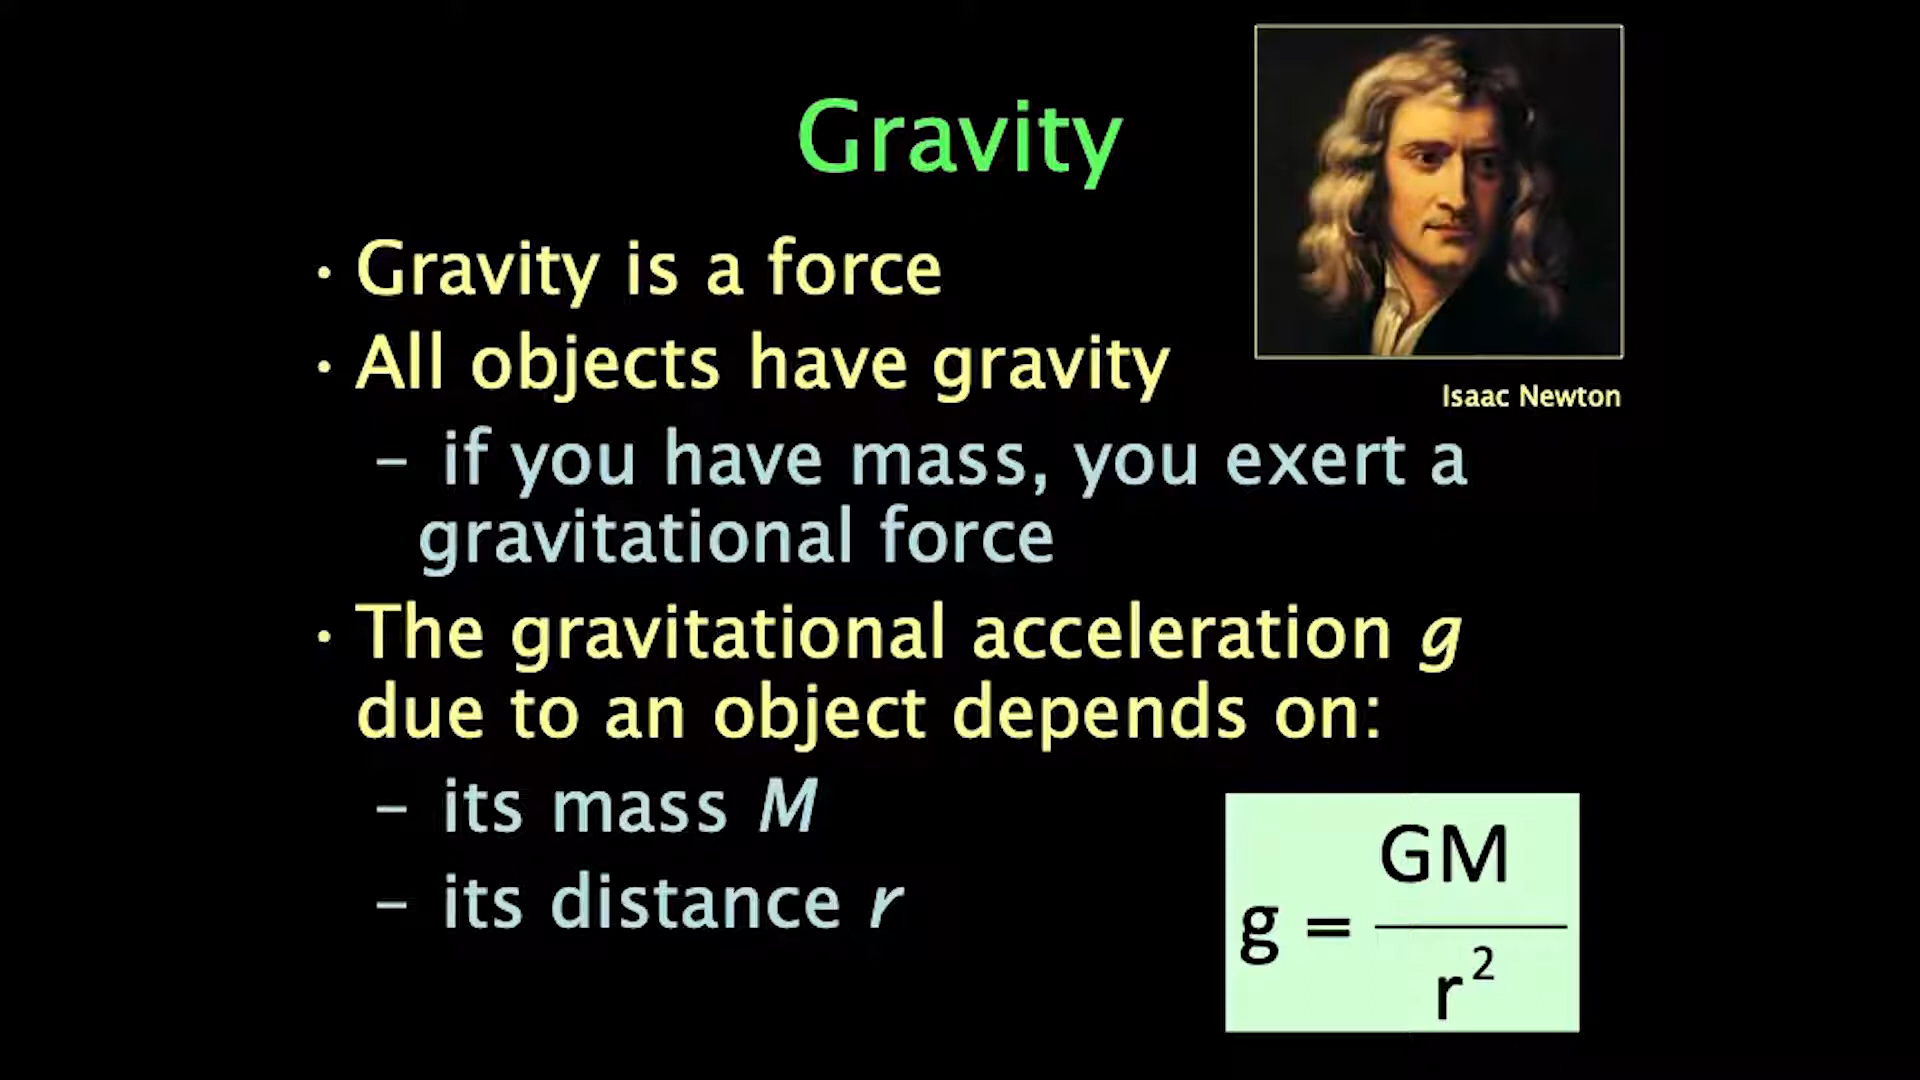 Gravity
• Gravity is a force
• All objects have gravity
Isaac Newton
– if you have mass, you exert a
gravitational force
• The gravitational acceleration g
due to an object depends on:
– its mass M
– its distance r
GM
g =
r²